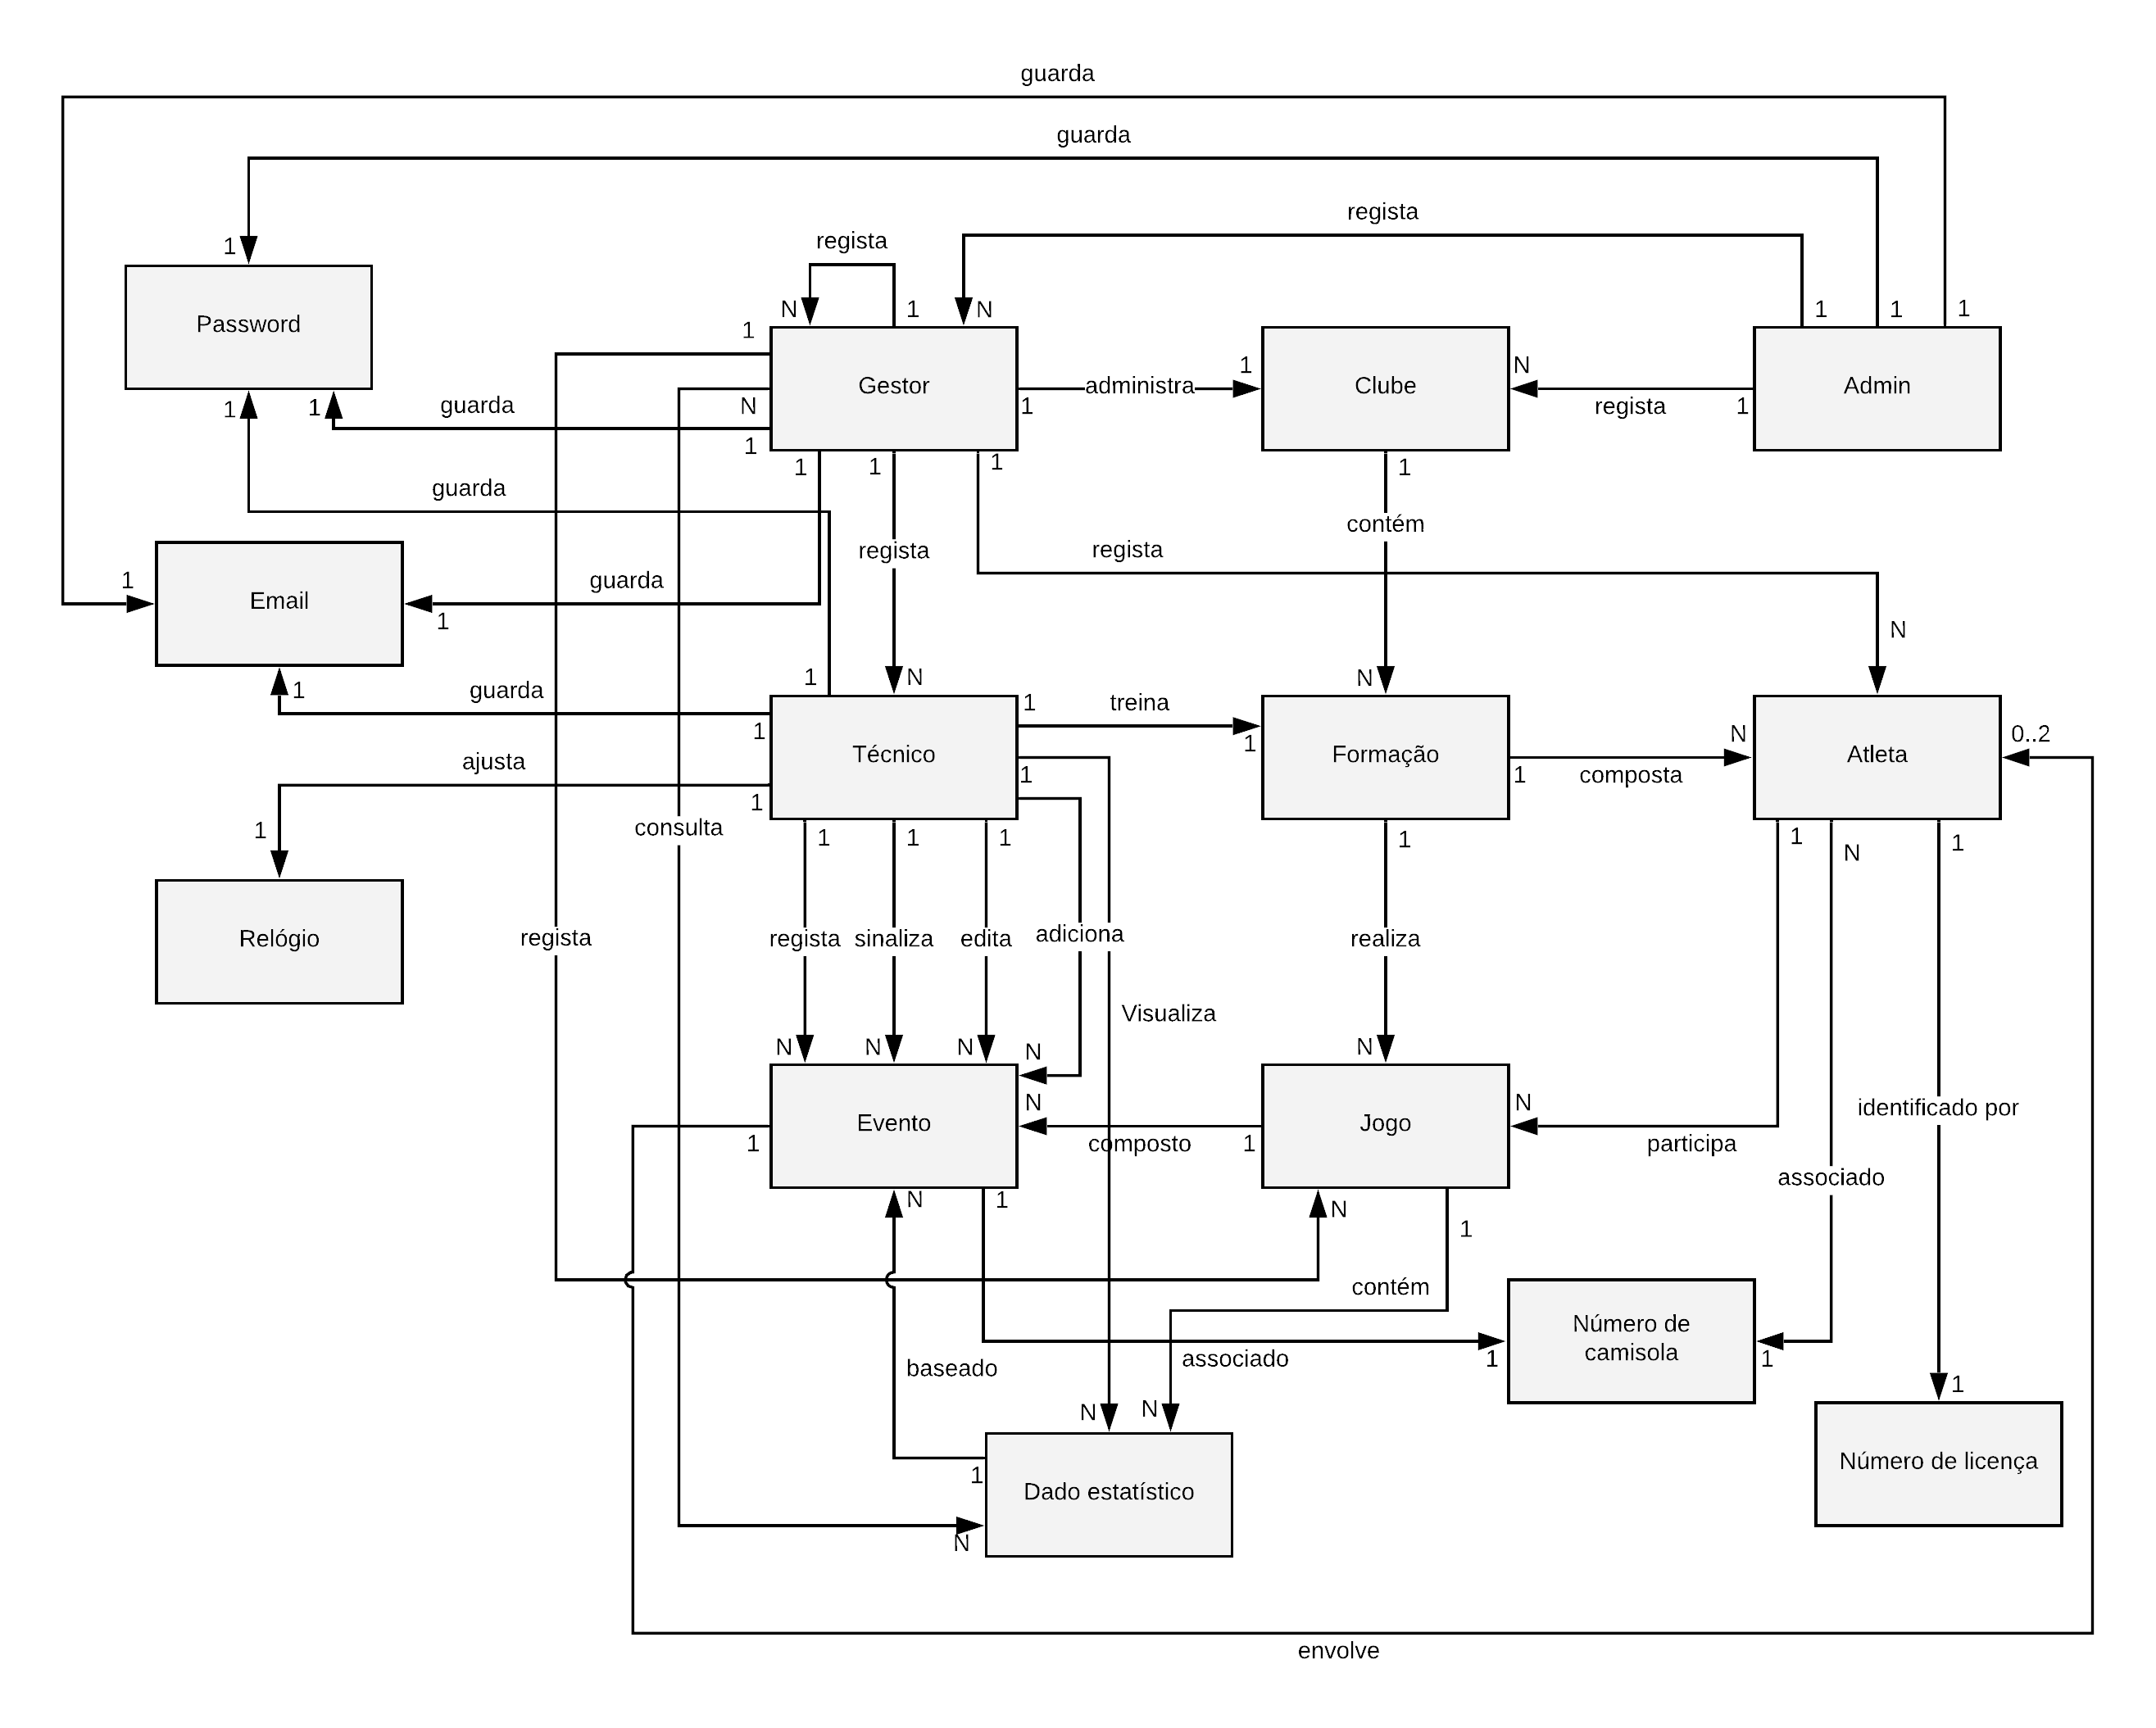 guarda
guarda
regista
regista
1
N
1
N
1
1
1
Password
1
Gestor
administra
1
1
Clube
N
regista
1
Admin
1
1
guarda
N
1
1
1
1
1
guarda
contém
regista
regista
1
Email
guarda
1
N
1
guarda
1
1
N
N
1
treina
1
Técnico
1
Formação
1
composta
N
Atleta
0..2
ajusta
1
1
consulta
1
1
1
1
1
N
1
Relógio
regista
regista
sinaliza
edita
adiciona
realiza
Visualiza
N
N
N
N
N
identificado por
N
Evento
1
composto
1
Jogo
N
participa
associado
N
1
N
1
contém
Número de
camisola
1
1
associado
baseado
N
N
1
Número de licença
1
Dado estatístico
N
envolve